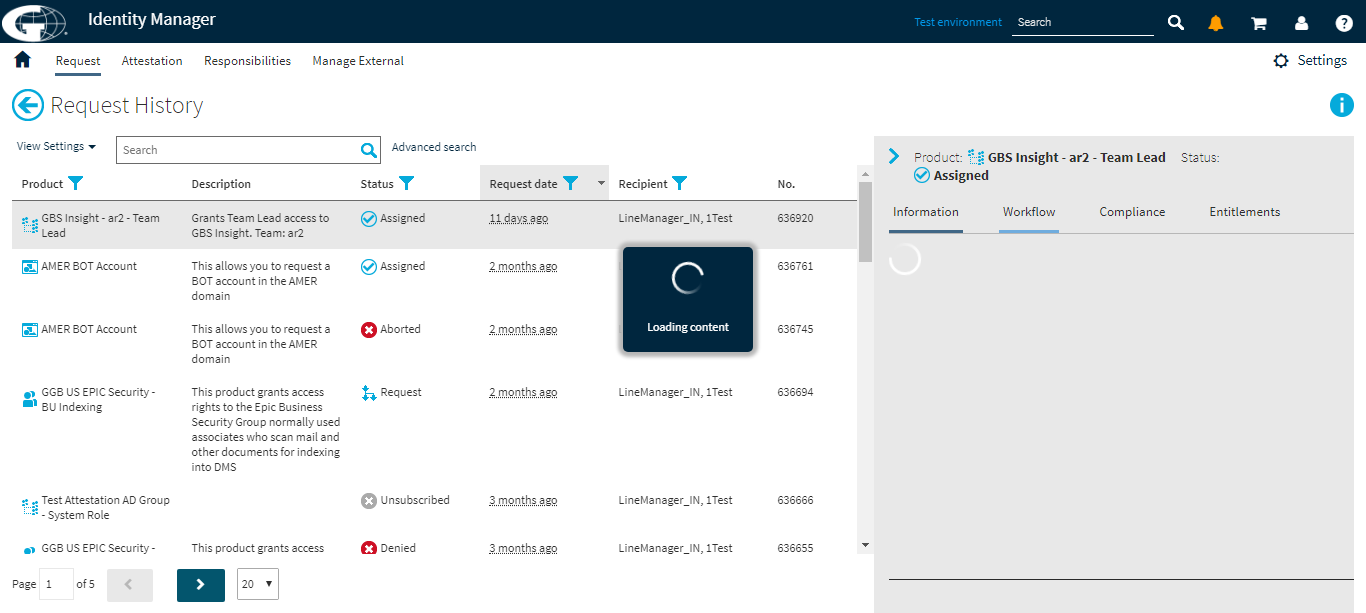 Identity Manager
Test environment
Search
Request
Attestation
Responsibilities
Manage External
Settings
Request History
View Settings
Search
Advanced search
Product
Description
Status
Request date
Recipient
No.
GBS Insight - ar2 - Team
Lead
Grants Team Lead access to
GBS Insight. Team: ar2
Assigned
11 days ago
LineManager_IN, 1Test
636920
AMER BOT Account
This allows you to request a
BOT account in the AMER
domain
Assigned
2 months ago
636761
AMER BOT Account
This allows you to request a
BOT account in the AMER
domain
Aborted
2 months ago
636745
Loading content
GGB US EPIC Security -
BU Indexing
This product grants access
rights to the Epic Business
Security Group normally used
associates who scan mail and
other documents for indexing
into DMS
Request
2 months ago
LineManager_IN, 1Test
636694
Test Attestation AD Group
- System Role
Unsubscribed
3 months ago
LineManager_IN, 1Test
636666
GGB US EPIC Security -
This product grants access
Denied
3 months ago
LineManager_IN, 1Test
636655
Page 1 of 5
20
Product: GBS Insight - ar2 - Team Lead Status:
Assigned
Information
Workflow
Compliance
Entitlements